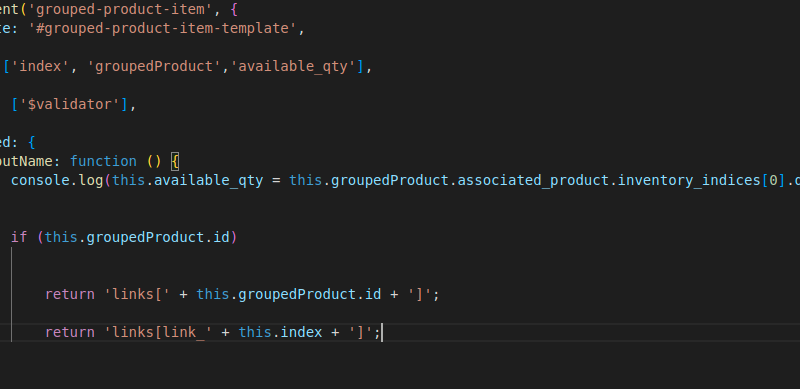 ent('grouped-product-item', {
te: '#grouped-product-item-template',
['index', 'groupedProduct','available_qty'],
['$validator'],
ed: {
outName: function () {
console.log(this.available_qty = this.groupedProduct.associated_product.inventory_indices[0].
if (this.groupedProduct.id)
return 'links[' + this.groupedProduct.id + ']';
return 'links[link_' + this.index + ']';